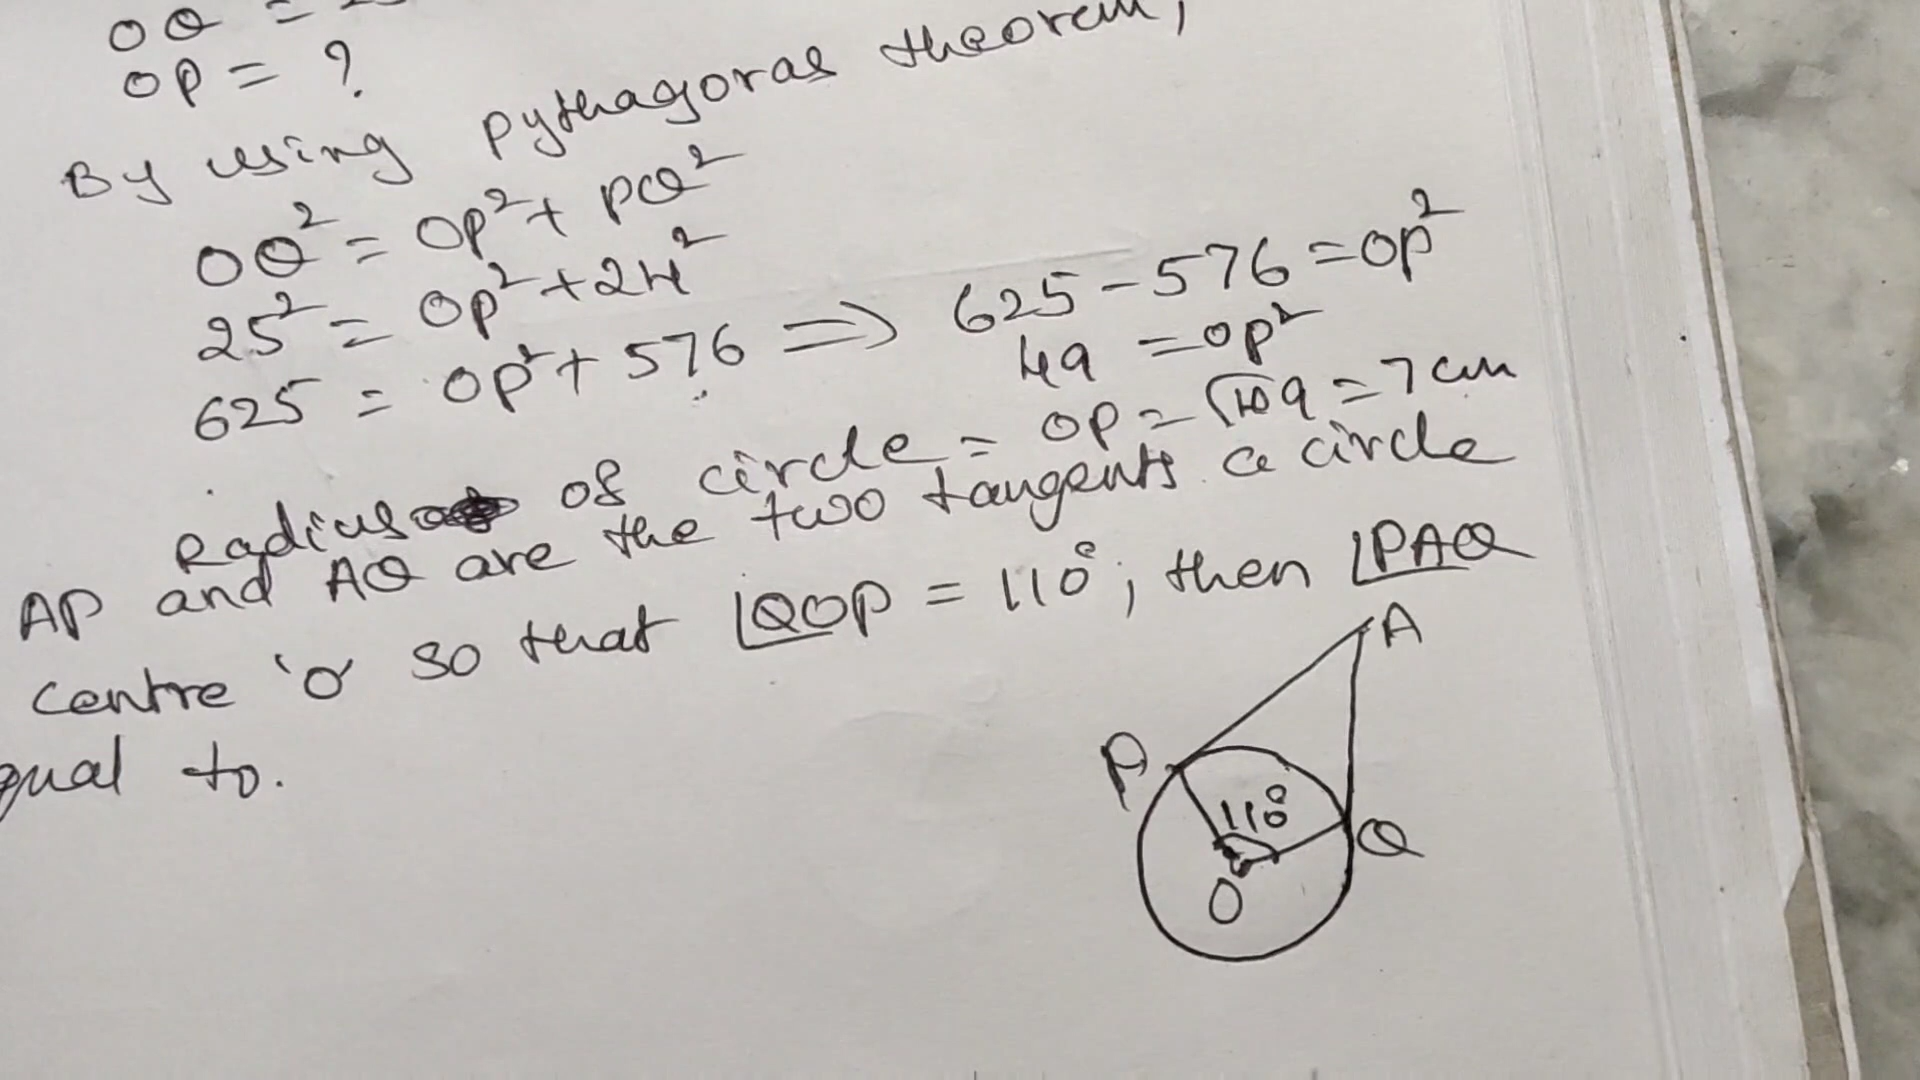 OQ =
OP = ?
By using pythagoras theorem,
OQ² = OP² + PQ²
25² = OP² + 24²
625 = OP² + 576 ⇒ 625 - 576 = OP²
49 = OP²
Radius of circle = OP = √49 = 7 cm
AP and AQ are the two tangents a circle
centre 'O' so that ∠QOP = 110°; then ∠PAQ
qual to.
A
P
110°
Q
O